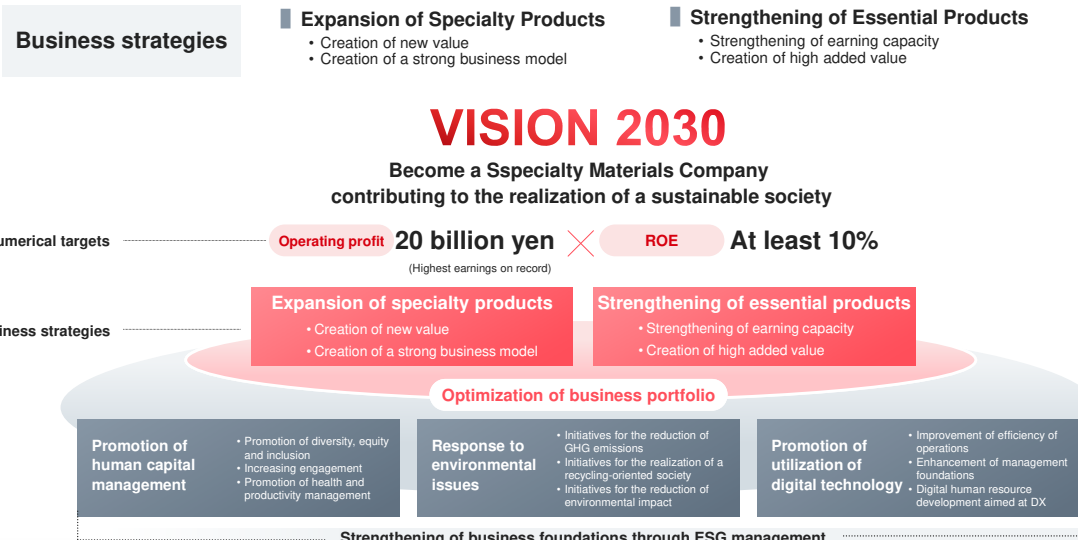 Business strategies
Expansion of Specialty Products
• Creation of new value
• Creation of a strong business model
Strengthening of Essential Products
• Strengthening of earning capacity
• Creation of high added value
VISION 2030
Become a Sspecialty Materials Company
contributing to the realization of a sustainable society
umerical targets
Operating profit 20 billion yen
(Highest earnings on record)
ROE At least 10%
iness strategies
Expansion of specialty products
• Creation of new value
• Creation of a strong business model
Strengthening of essential products
• Strengthening of earning capacity
• Creation of high added value
Optimization of business portfolio
Promotion of
human capital
management
• Promotion of diversity, equity
and inclusion
• Increasing engagement
• Promotion of health and
productivity management
Response to
environmental
issues
• Initiatives for the reduction of
GHG emissions
• Initiatives for the realization of a
recycling-oriented society
• Initiatives for the reduction of
environmental impact
Promotion of
utilization of
digital technology
• Improvement of efficiency of
operations
• Enhancement of management
foundations
• Digital human resource
development aimed at DX
Strengthening of business foundations through ESG management